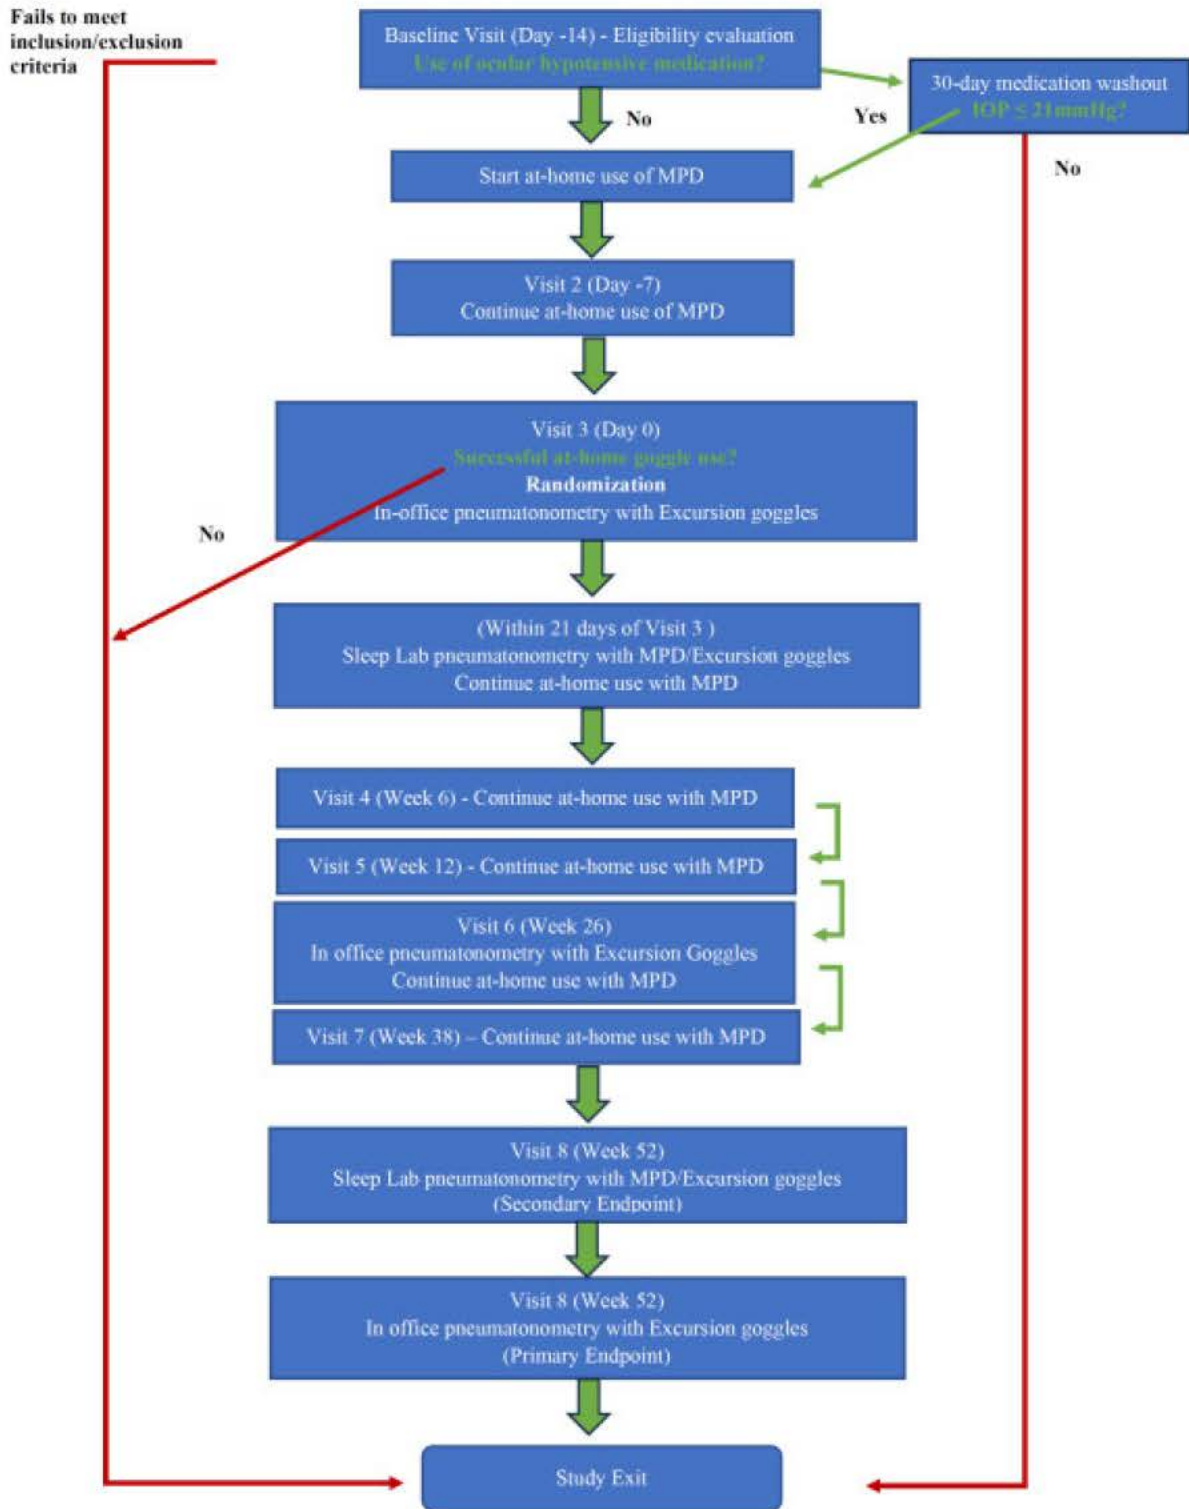 Fails to meet
inclusion/exclusion
criteria
Baseline Visit (Day -14) - Eligibility evaluation
Use of ocular hypotensive medication?
30-day medication washout
IOP ≤ 21mmHg?
No
Yes
No
Start at-home use of MPD
Visit 2 (Day -7)
Continue at-home use of MPD
Visit 3 (Day 0)
Successful at-home goggle use?
Randomization
In-office pneumatonometry with Excursion goggles
No
(Within 21 days of Visit 3 )
Sleep Lab pneumatonometry with MPD/Excursion goggles
Continue at-home use with MPD
Visit 4 (Week 6) - Continue at-home use with MPD
Visit 5 (Week 12) - Continue at-home use with MPD
Visit 6 (Week 26)
In office pneumatonometry with Excursion Goggles
Continue at-home use with MPD
Visit 7 (Week 38) – Continue at-home use with MPD
Visit 8 (Week 52)
Sleep Lab pneumatonometry with MPD/Excursion goggles
(Secondary Endpoint)
Visit 8 (Week 52)
In office pneumatonometry with Excursion goggles
(Primary Endpoint)
Study Exit